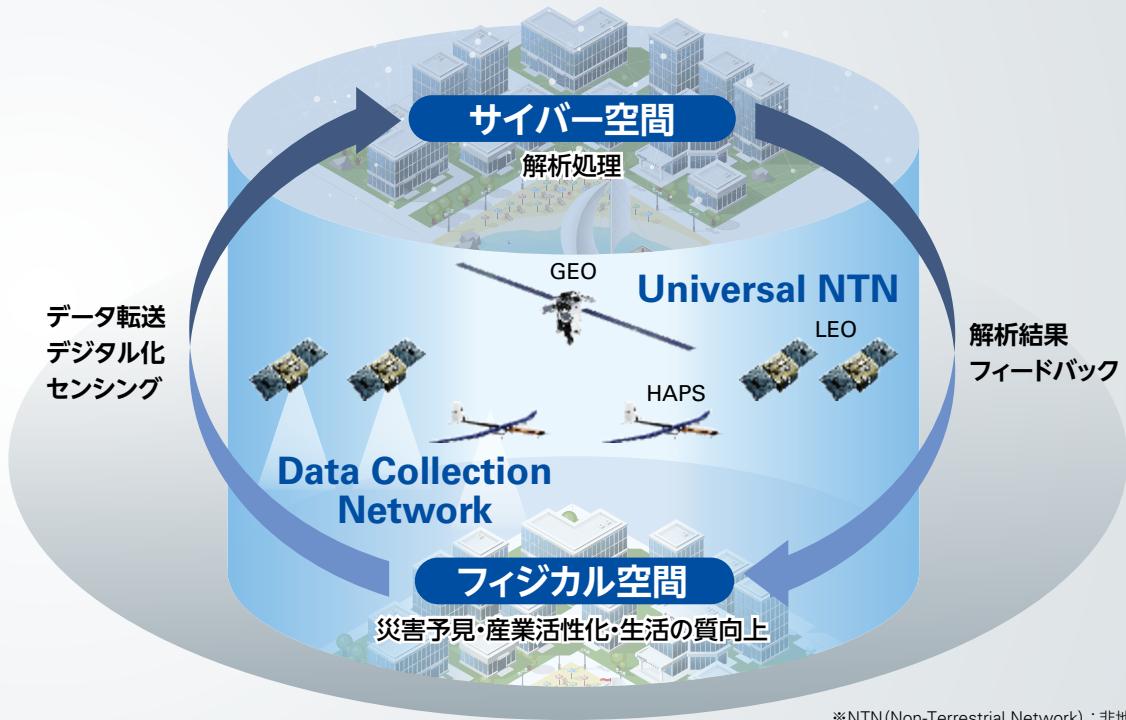 サイバー空間
解析処理
GEO
Universal NTN
LEO
データ転送
デジタル化
センシング
解析結果
フィードバック
HAPS
Data Collection
Network
フィジカル空間
災害予見・産業活性化・生活の質向上
※NTN(Non-Terrestrial Network):非地